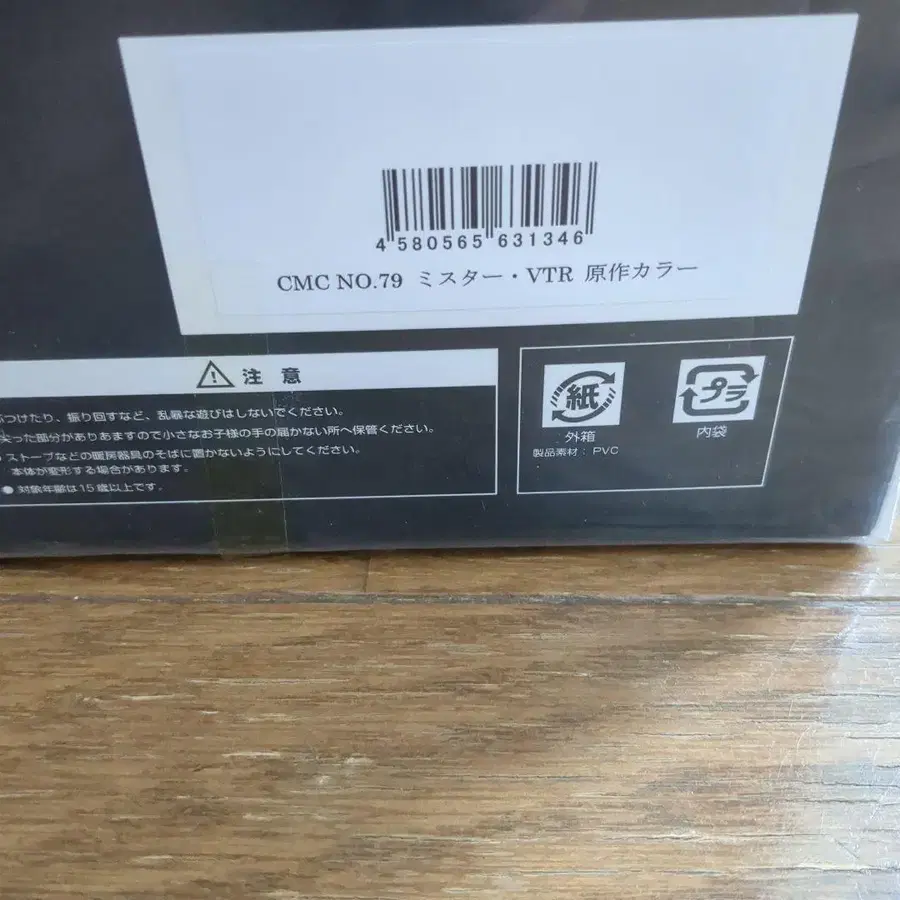 4 580565 631346
CMC NO.79 ミスター・VTR 原作カラー
注 意
つけたり、振り回すなど、乱暴な遊びはしないでください。
尖った部分がありあますので小さなお子様の手の届かない所へ保管ください。
ストーブなどの暖房器具のそばに置かないようにしてください。
本体が変形する場合があります。
● 対象年齢は15歳以上です。
紙
外箱
製品素材：PVC
プラ
内袋